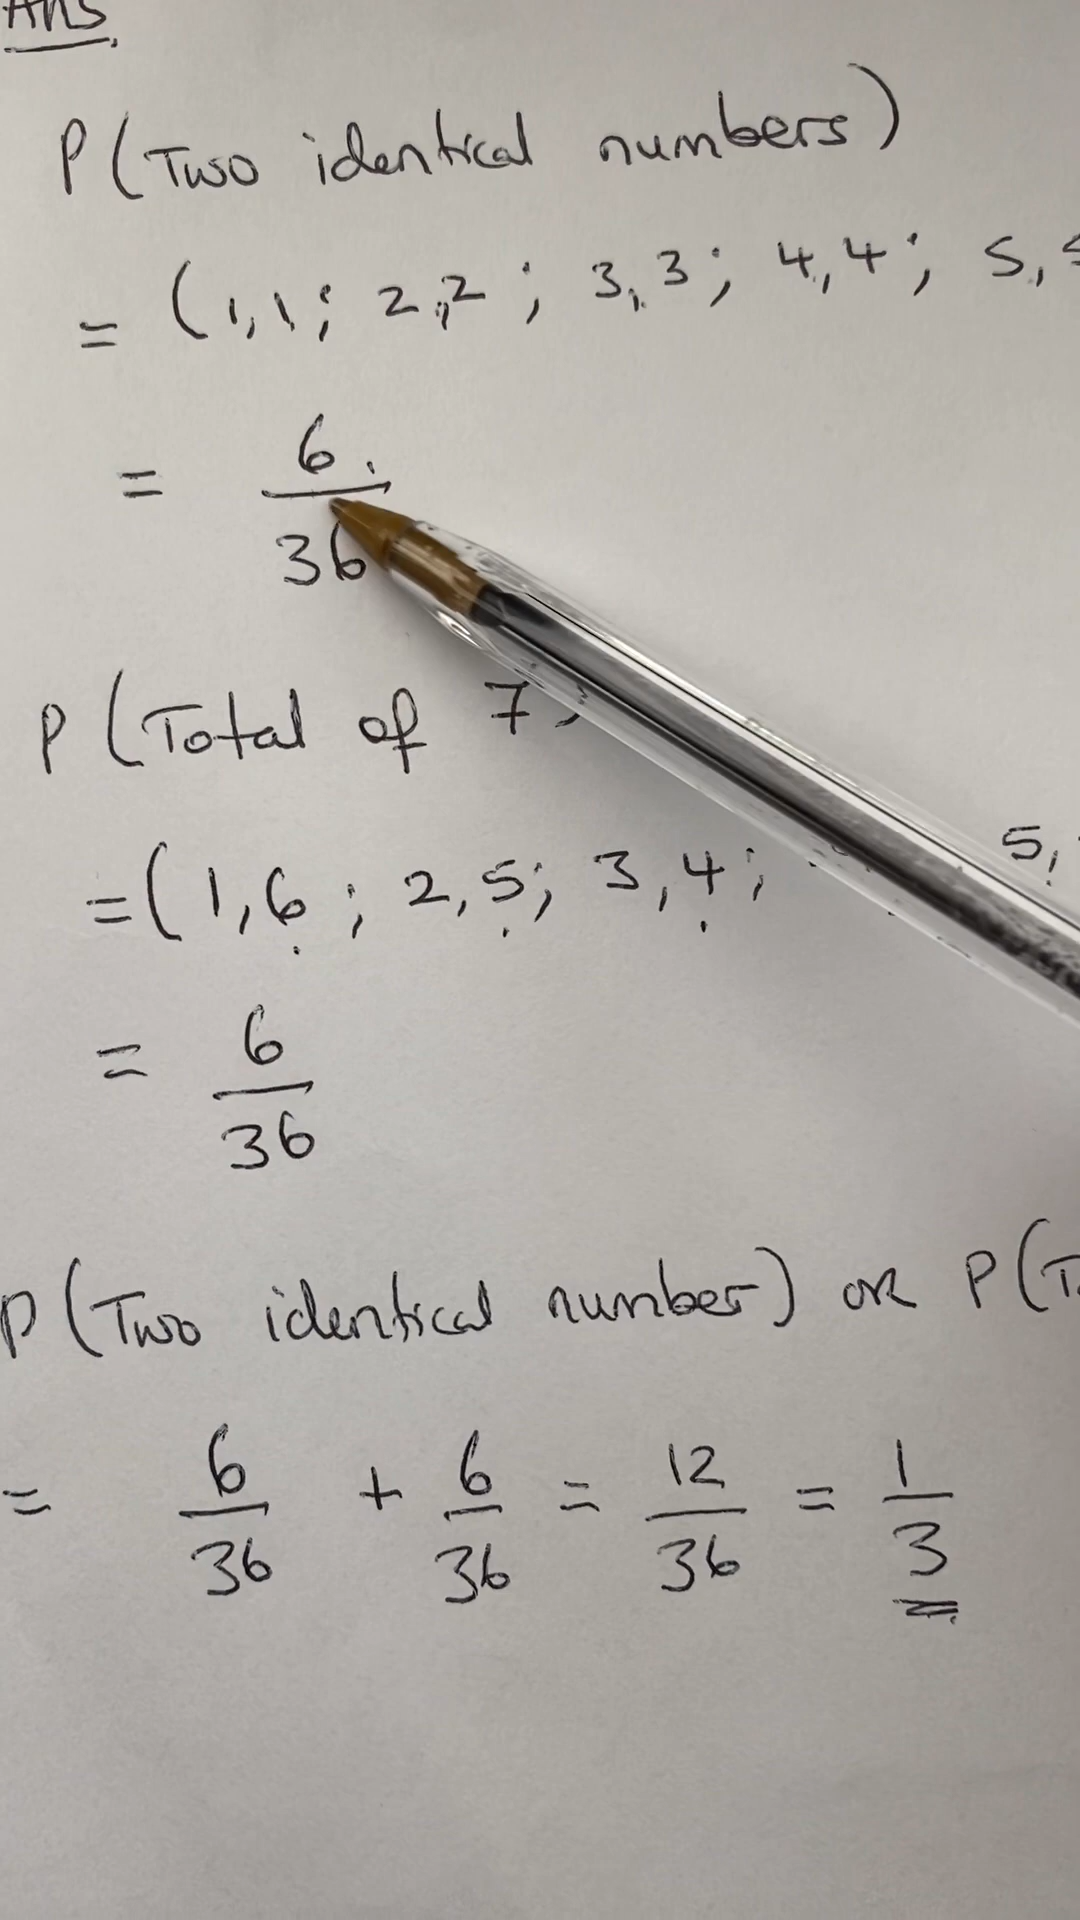 Ans.
P(Two identical numbers)
= (1,1; 2,2; 3,3; 4,4; 5,
= 6/36
P(Total of 7)
=(1,6; 2,5; 3,4; 5,
= 6/36
P(Two identical number) or P(
= 6/36 + 6/36 = 12/36 = 1/3